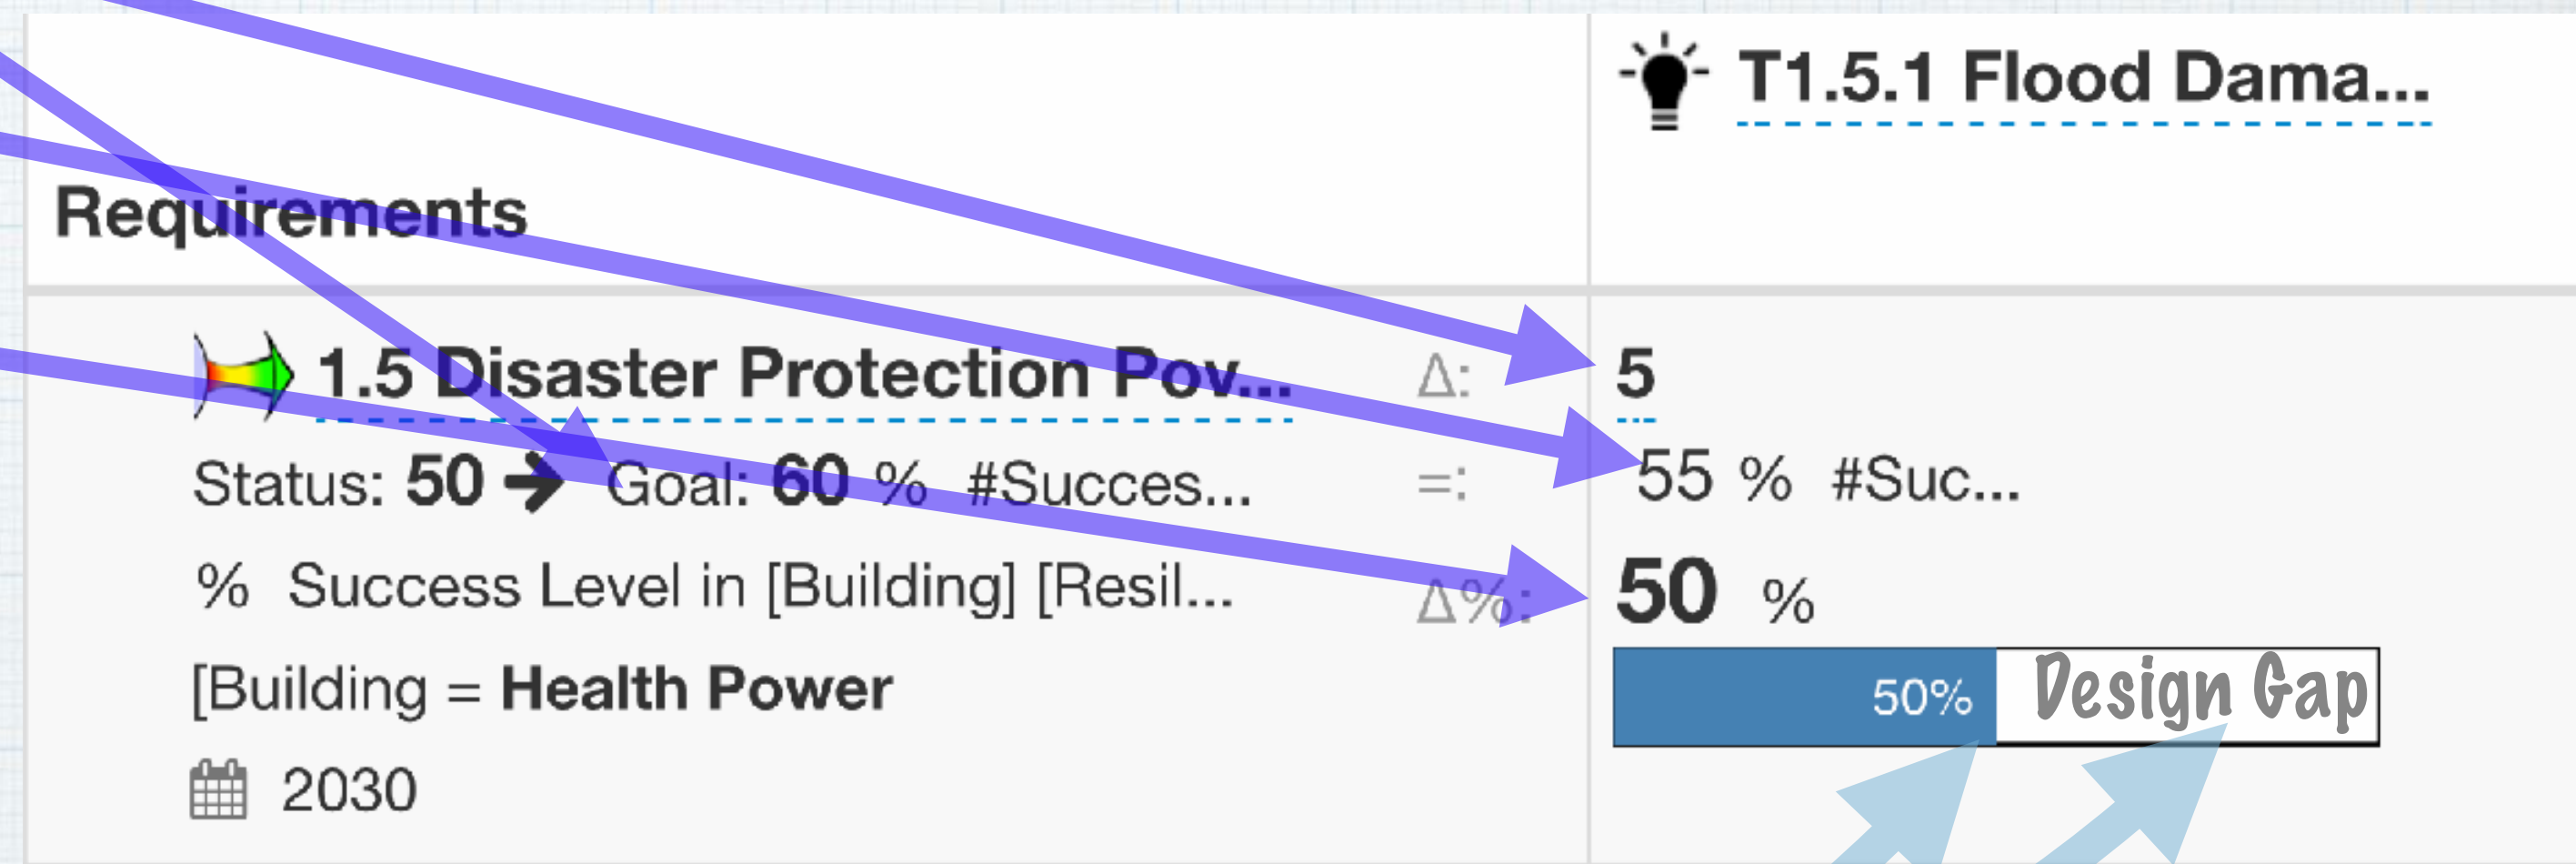 T1.5.1 Flood Dama...
Requirements
1.5 Disaster Protection Pov... Δ: 5
Status: 50 → Goal: 60 % #Succes... =: 55 % #Suc...
% Success Level in [Building] [Resil... Δ%: 50 %
[Building = Health Power
50% Design Gap
2030